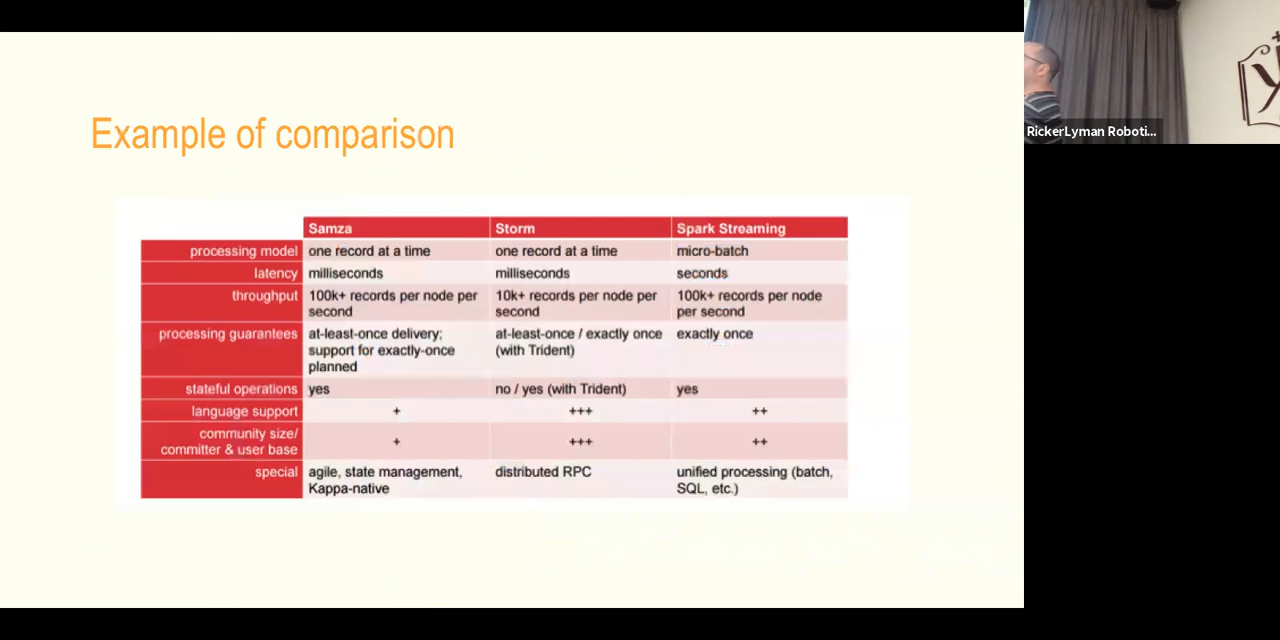 Example of comparison
Samza Storm Spark Streaming
processing model one record at a time one record at a time micro-batch
latency milliseconds milliseconds seconds
throughput 100k+ records per node per 10k+ records per node per 100k+ records per node
second second per second
processing guarantees at-least-once delivery; at-least-once / exactly once exactly once
support for exactly-once (with Trident)
planned
stateful operations yes no / yes (with Trident) yes
language support + +++ ++
community size/
committer & user base + +++ ++
special agile, state management, distributed RPC unified processing (batch,
Kappa-native SQL, etc.)
RickerLyman Roboti...